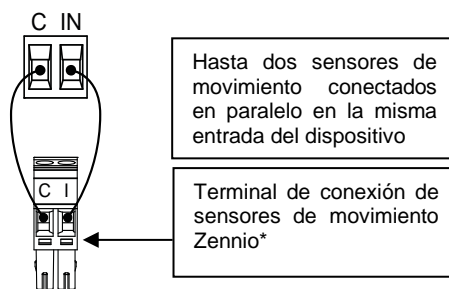 C IN
Hasta dos sensores de
movimiento conectados
en paralelo en la misma
entrada del dispositivo
C I
Terminal de conexión de
sensores de movimiento
Zennio*